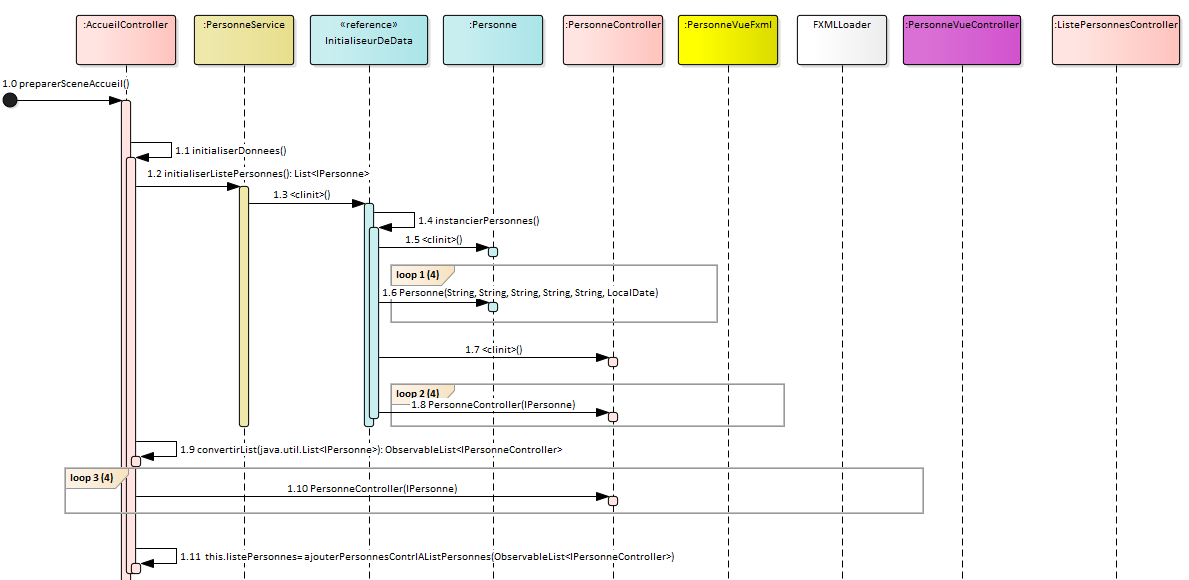 :AccueilController
:PersonneService
«reference»
InitialiseurDeData
:Personne
:PersonneController
:PersonneVueFxml
FXMLLoader
:PersonneVueController
:ListePersonnesController
1.0 preparerSceneAccueil()
1.1 initialiserDonnees()
1.2 initialiserListePersonnes(): List<IPersonne>
1.3 <clinit>()
1.4 instancierPersonnes()
1.5 <clinit>()
loop 1 (4)
1.6 Personne(String, String, String, String, String, LocalDate)
1.7 <clinit>()
loop 2 (4)
1.8 PersonneController(IPersonne)
1.9 convertirList(java.util.List<IPersonne>): ObservableList<IPersonneController>
loop 3 (4)
1.10 PersonneController(IPersonne)
1.11 this.listePersonnes= ajouterPersonnesContrIAListPersonnes(ObservableList<IPersonneController>)